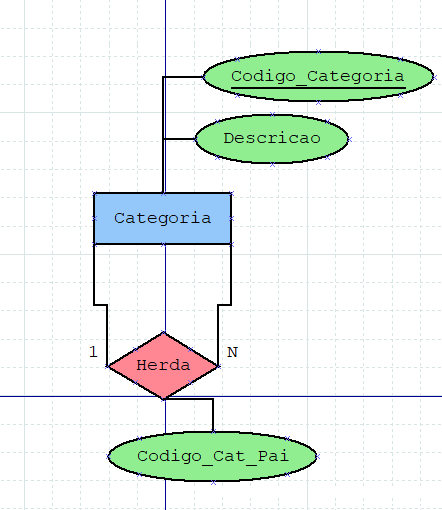 Codigo_Categoria
Descricao
Categoria
1
N
Herda
Codigo_Cat_Pai